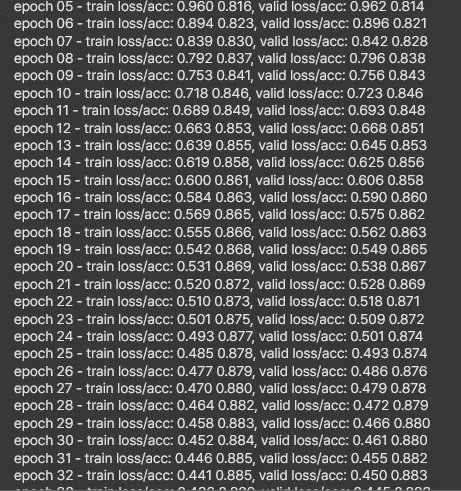 epoch 05 - train loss/acc: 0.960 0.816, valid loss/acc: 0.962 0.814
epoch 06 - train loss/acc: 0.894 0.823, valid loss/acc: 0.896 0.821
epoch 07 - train loss/acc: 0.839 0.830, valid loss/acc: 0.842 0.828
epoch 08 - train loss/acc: 0.792 0.837, valid loss/acc: 0.796 0.838
epoch 09 - train loss/acc: 0.753 0.841, valid loss/acc: 0.756 0.843
epoch 10 - train loss/acc: 0.718 0.846, valid loss/acc: 0.723 0.846
epoch 11 - train loss/acc: 0.689 0.849, valid loss/acc: 0.693 0.848
epoch 12 - train loss/acc: 0.663 0.853, valid loss/acc: 0.668 0.851
epoch 13 - train loss/acc: 0.639 0.855, valid loss/acc: 0.645 0.853
epoch 14 - train loss/acc: 0.619 0.858, valid loss/acc: 0.625 0.856
epoch 15 - train loss/acc: 0.600 0.861, valid loss/acc: 0.606 0.858
epoch 16 - train loss/acc: 0.584 0.863, valid loss/acc: 0.590 0.860
epoch 17 - train loss/acc: 0.569 0.865, valid loss/acc: 0.575 0.862
epoch 18 - train loss/acc: 0.555 0.866, valid loss/acc: 0.562 0.863
epoch 19 - train loss/acc: 0.542 0.868, valid loss/acc: 0.549 0.865
epoch 20 - train loss/acc: 0.531 0.869, valid loss/acc: 0.538 0.867
epoch 21 - train loss/acc: 0.520 0.872, valid loss/acc: 0.528 0.869
epoch 22 - train loss/acc: 0.510 0.873, valid loss/acc: 0.518 0.871
epoch 23 - train loss/acc: 0.501 0.875, valid loss/acc: 0.509 0.872
epoch 24 - train loss/acc: 0.493 0.877, valid loss/acc: 0.501 0.874
epoch 25 - train loss/acc: 0.485 0.878, valid loss/acc: 0.493 0.874
epoch 26 - train loss/acc: 0.477 0.879, valid loss/acc: 0.486 0.876
epoch 27 - train loss/acc: 0.470 0.880, valid loss/acc: 0.479 0.878
epoch 28 - train loss/acc: 0.464 0.882, valid loss/acc: 0.472 0.879
epoch 29 - train loss/acc: 0.458 0.883, valid loss/acc: 0.466 0.880
epoch 30 - train loss/acc: 0.452 0.884, valid loss/acc: 0.461 0.880
epoch 31 - train loss/acc: 0.446 0.885, valid loss/acc: 0.455 0.882
epoch 32 - train loss/acc: 0.441 0.885, valid loss/acc: 0.450 0.883